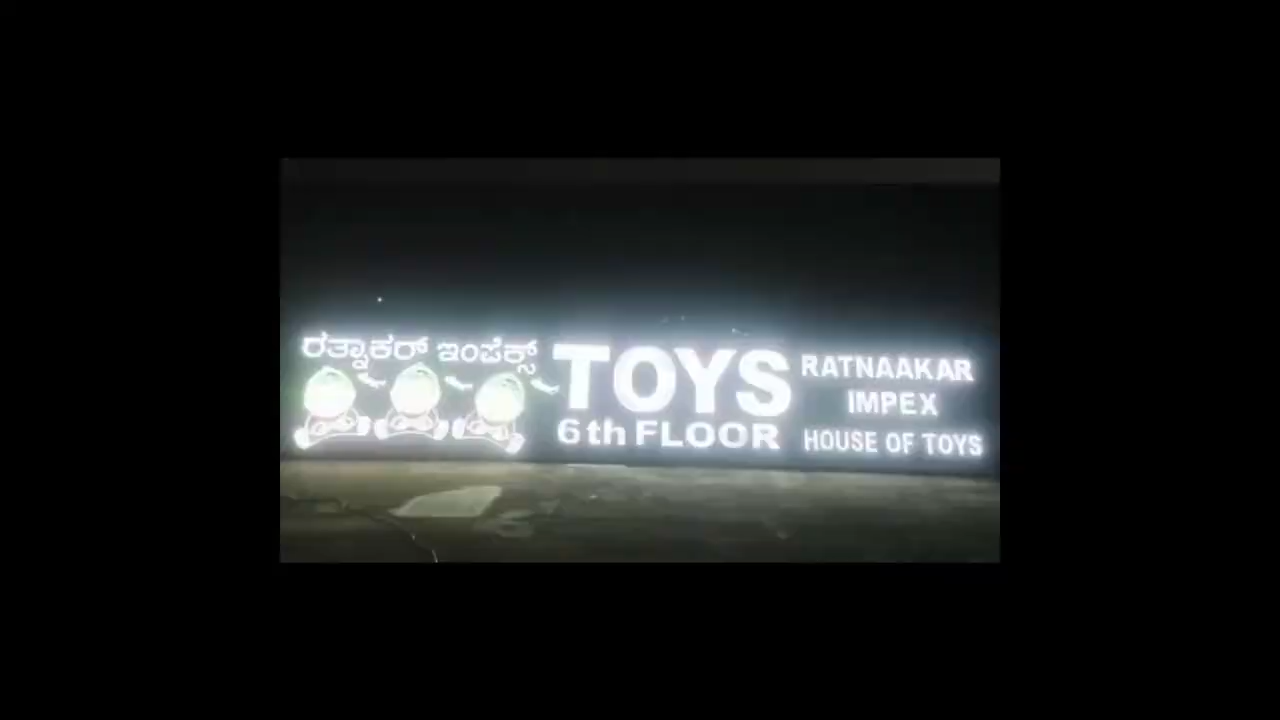 ರತ್ನಾಕರ್ ಇಂಪೆಕ್ಸ್
TOYS
6th FLOOR
RATNAAKAR
IMPEX
HOUSE OF TOYS